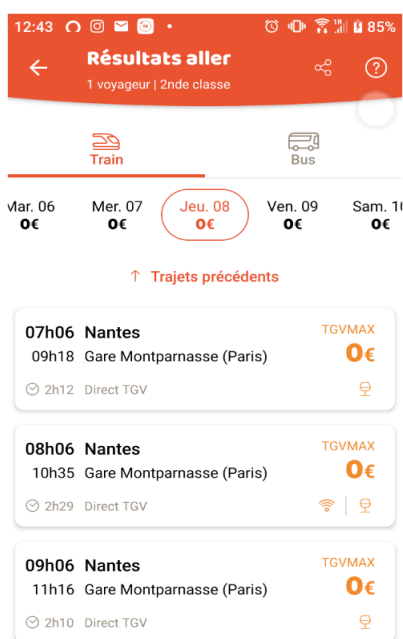 12:43 85%
Résultats aller
1 voyageur | 2nde classe
Train Bus
Mar. 06 Mer. 07 Jeu. 08 Ven. 09 Sam. 1
0€ 0€ 0€ 0€ 0€
↑ Trajets précédents
07h06 Nantes TGVMAX
09h18 Gare Montparnasse (Paris) 0€
2h12 Direct TGV
08h06 Nantes TGVMAX
10h35 Gare Montparnasse (Paris) 0€
2h29 Direct TGV
09h06 Nantes TGVMAX
11h16 Gare Montparnasse (Paris) 0€
2h10 Direct TGV